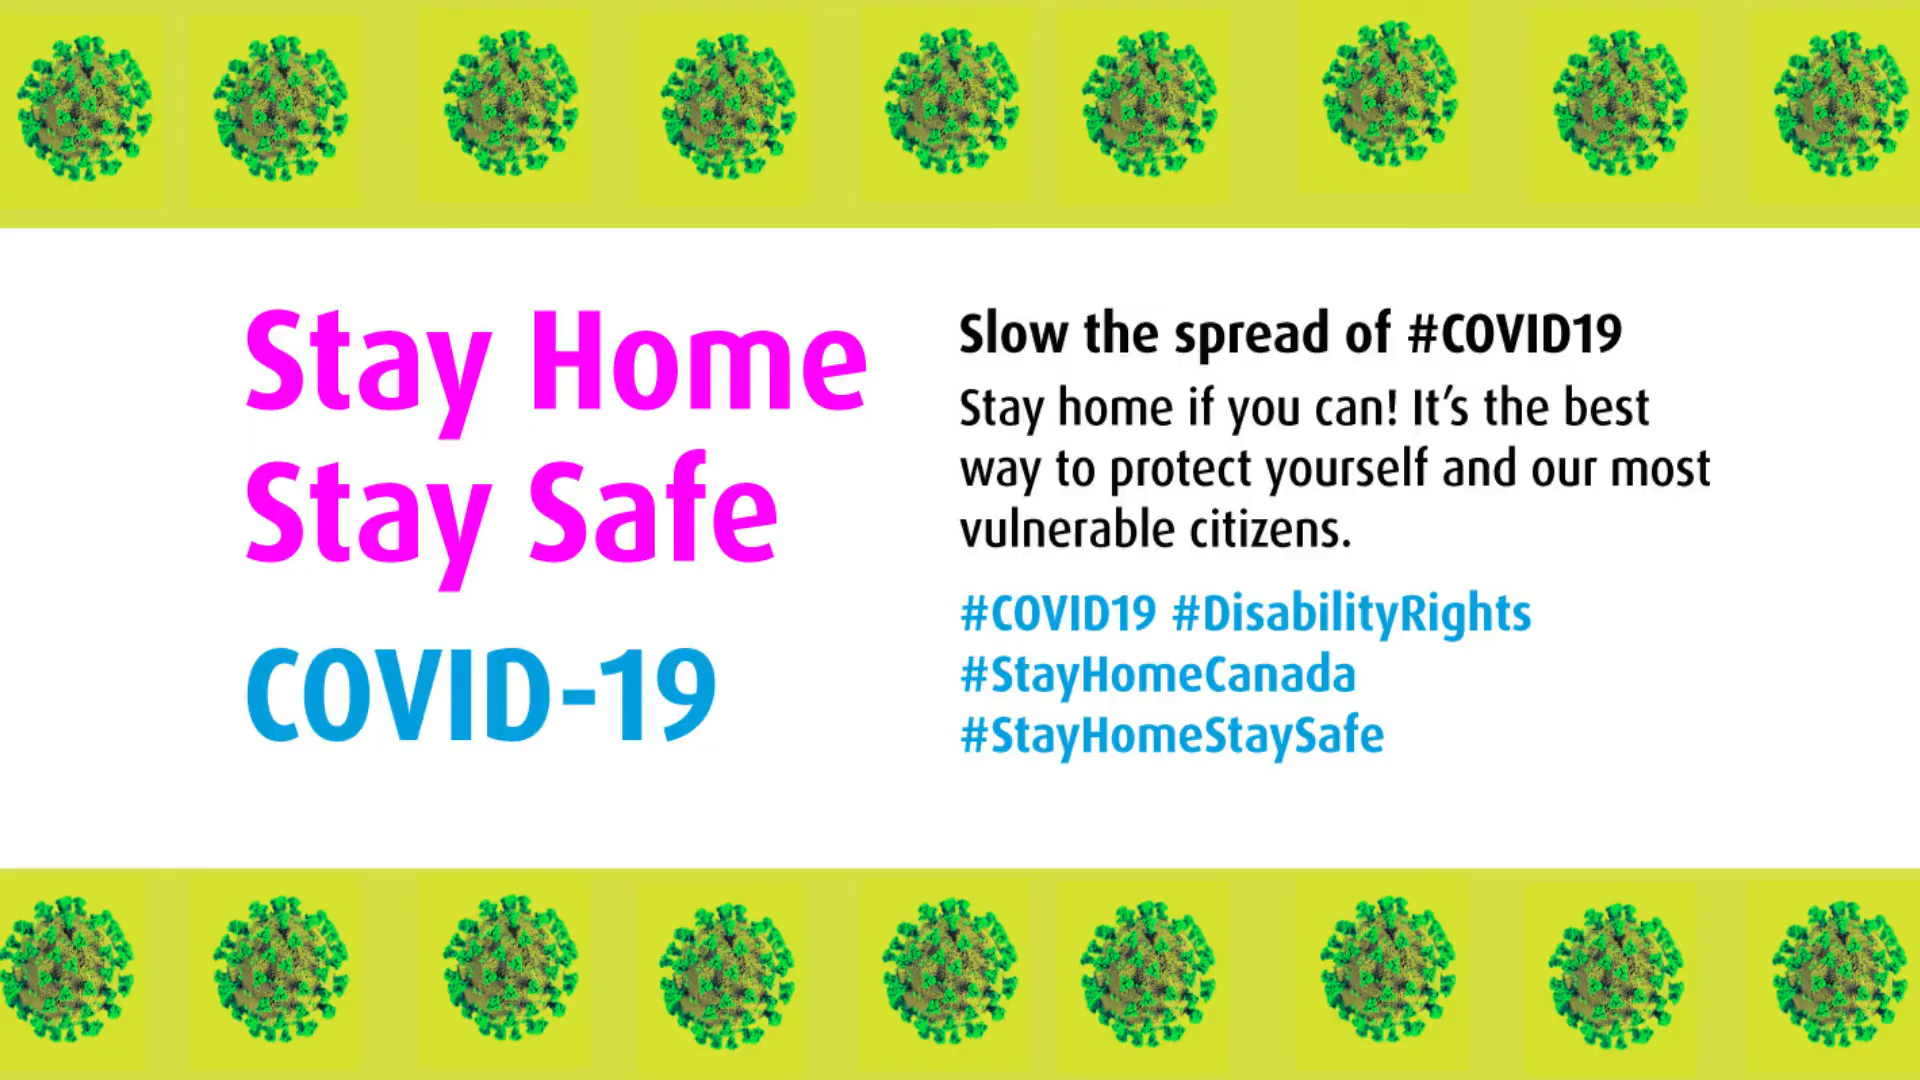 Stay Home
Stay Safe
COVID-19
Slow the spread of #COVID19
Stay home if you can! It’s the best
way to protect yourself and our most
vulnerable citizens.
#COVID19 #DisabilityRights
#StayHomeCanada
#StayHomeStaySafe